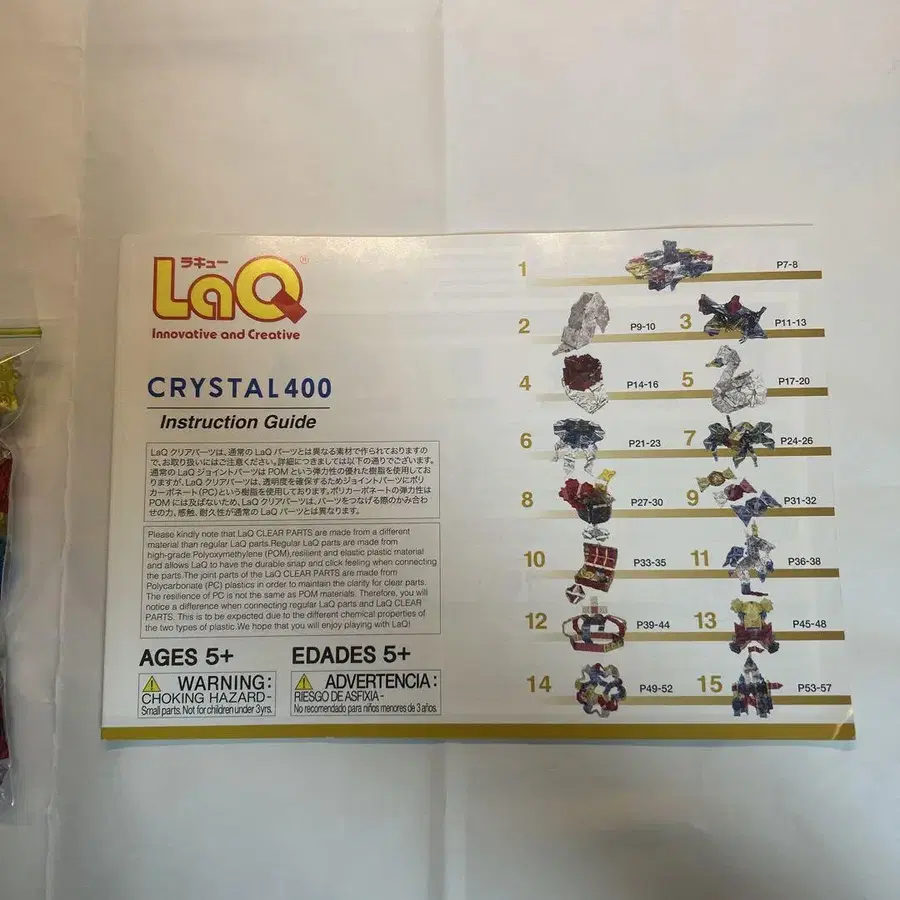 ラキュー
LaQ®
Innovative and Creative
CRYSTAL400
Instruction Guide
LaQ クリアパーツは、通常の LaQ パーツとは異なる素材で作られておりますの
で、お取り扱いにはご注意ください。詳細につきましては以下の通りでございます。
通常の LaQ ジョイントパーツは POM という弾力性の優れた樹脂を使用してお
りますが、LaQ クリアパーツは、透明度を確保するためジョイントパーツにポリ
カーボネート(PC)という樹脂を使用しております。ポリカーボネートの弾力性は
POM には及ばないため、LaQ クリアパーツは、パーツをつなげる際のかみ合わ
せの力、感触、耐久性が通常の LaQ パーツとは異なります。
Please kindly note that LaQ CLEAR PARTS are made from a different
material than regular LaQ parts.Regular LaQ parts are made from
high-grade Polyoxymethylene (POM),resilient and elastic plastic material
and allows LaQ to have the durable snap and click feeling when connecting
the parts.The joint parts of the LaQ CLEAR PARTS are made from
Polycarbonate (PC) plastics in order to maintain the clarity for clear parts.
The resilience of PC is not the same as POM materials. Therefore, you will
notice a difference when connecting regular LaQ parts and LaQ CLEAR
PARTS. This is to be expected due to the different chemical properties of
the two types of plastic.We hope that you will enjoy playing with LaQ!
AGES 5+
WARNING:
CHOKING HAZARD-
Small parts. Not for children under 3yrs.
EDADES 5+
ADVERTENCIA:
RIESGO DE ASFIXIA-
No recomendado para niños menores de 3 años.
1 P7-8
2 P9-10 3 P11-13
4 P14-16 5 P17-20
6 P21-23 7 P24-26
8 P27-30 9 P31-32
10 P33-35 11 P36-38
12 P39-44 13 P45-48
14 P49-52 15 P53-57